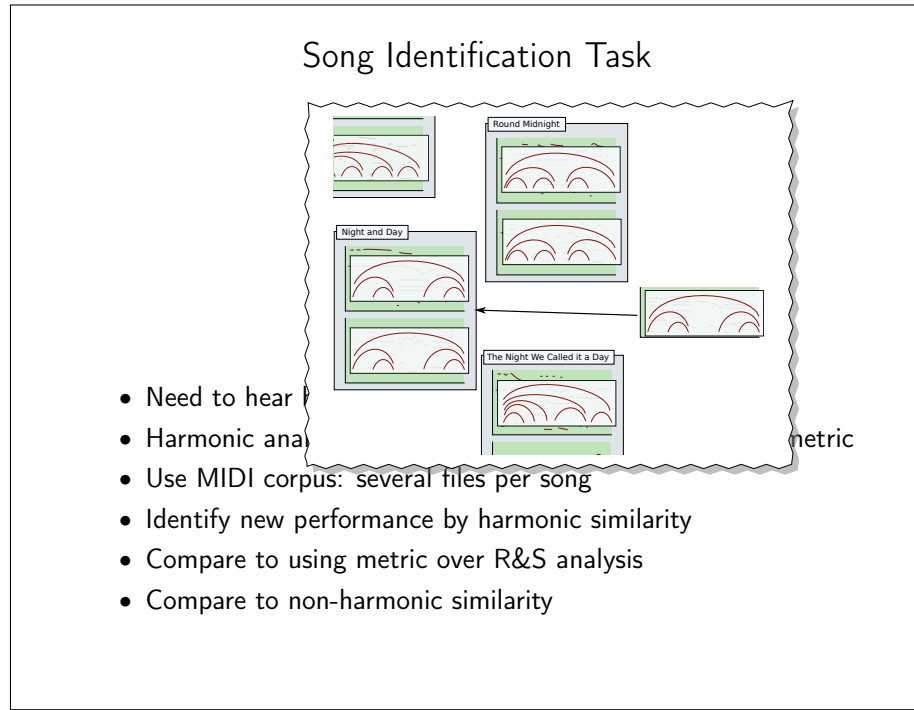 Song Identification Task
Round Midnight
Night and Day
The Night We Called it a Day
• Need to hear
• Harmonic metric
• Use MIDI corpus: several files per song
• Identify new performance by harmonic similarity
• Compare to using metric over R&S analysis
• Compare to non-harmonic similarity